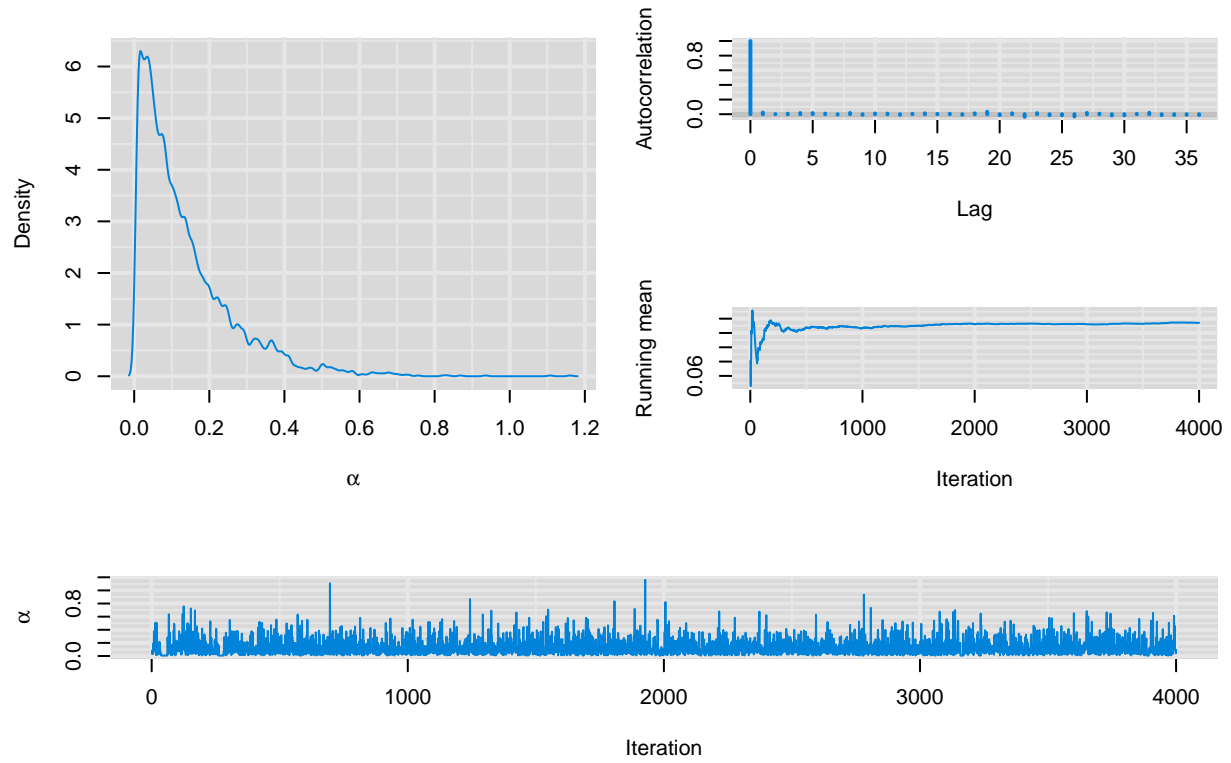 Density
6
5
4
3
2
1
0
0.0 0.2 0.4 0.6 0.8 1.0 1.2
α
Autocorrelation
0.8
0.0
0 5 10 15 20 25 30 35
Lag
Running mean
0.06
0 1000 2000 3000 4000
Iteration
α
0.8
0.0
0 1000 2000 3000 4000
Iteration